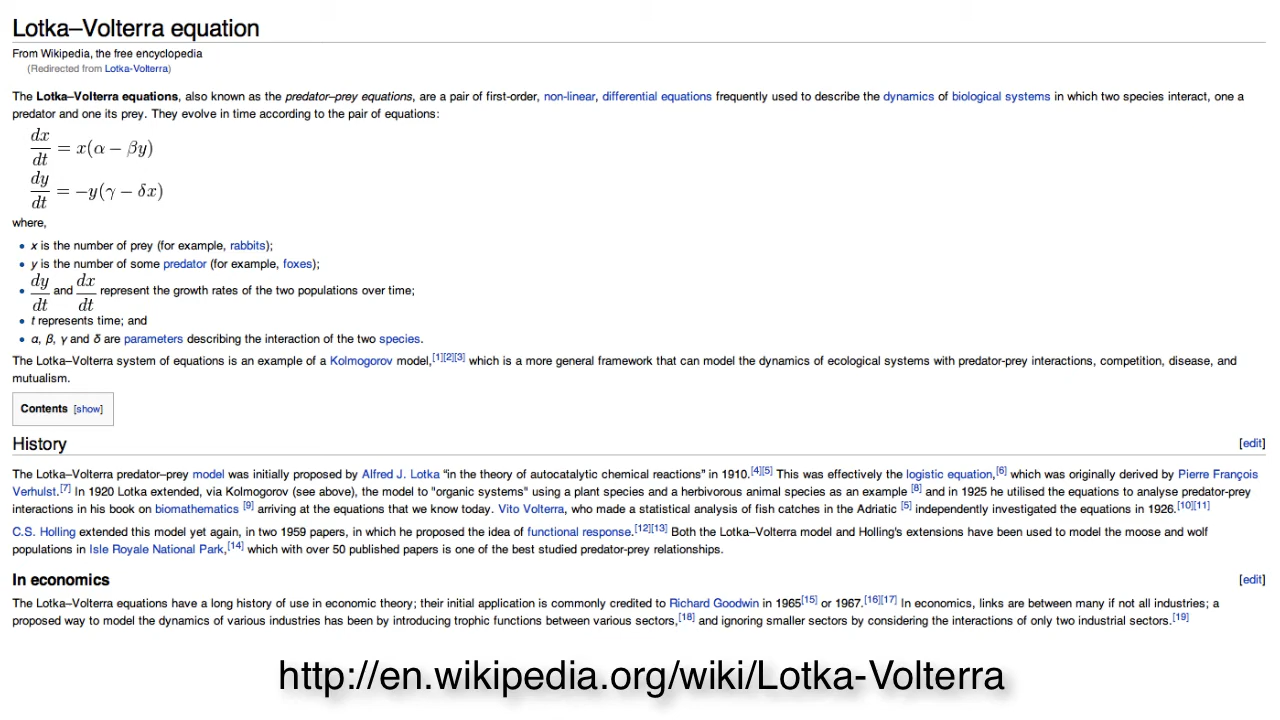 Lotka–Volterra equation
From Wikipedia, the free encyclopedia
(Redirected from Lotka-Volterra)
The Lotka–Volterra equations, also known as the predator–prey equations, are a pair of first-order, non-linear, differential equations frequently used to describe the dynamics of biological systems in which two species interact, one a
predator and one its prey. They evolve in time according to the pair of equations:
dx/dt = x(α − βy)
dy/dt = −y(γ − δx)
where,
• x is the number of prey (for example, rabbits);
• y is the number of some predator (for example, foxes);
• dy/dt and dx/dt represent the growth rates of the two populations over time;
• t represents time; and
• α, β, γ and δ are parameters describing the interaction of the two species.
The Lotka–Volterra system of equations is an example of a Kolmogorov model,[1][2][3] which is a more general framework that can model the dynamics of ecological systems with predator-prey interactions, competition, disease, and
mutualism.
Contents [show]
History [edit]
The Lotka–Volterra predator–prey model was initially proposed by Alfred J. Lotka “in the theory of autocatalytic chemical reactions” in 1910.[4][5] This was effectively the logistic equation,[6] which was originally derived by Pierre François
Verhulst.[7] In 1920 Lotka extended, via Kolmogorov (see above), the model to "organic systems" using a plant species and a herbivorous animal species as an example [8] and in 1925 he utilised the equations to analyse predator-prey
interactions in his book on biomathematics [9] arriving at the equations that we know today. Vito Volterra, who made a statistical analysis of fish catches in the Adriatic [5] independently investigated the equations in 1926.[10][11]
C.S. Holling extended this model yet again, in two 1959 papers, in which he proposed the idea of functional response.[12][13] Both the Lotka–Volterra model and Holling's extensions have been used to model the moose and wolf
populations in Isle Royale National Park,[14] which with over 50 published papers is one of the best studied predator-prey relationships.
In economics [edit]
The Lotka–Volterra equations have a long history of use in economic theory; their initial application is commonly credited to Richard Goodwin in 1965[15] or 1967.[16][17] In economics, links are between many if not all industries; a
proposed way to model the dynamics of various industries has been by introducing trophic functions between various sectors,[18] and ignoring smaller sectors by considering the interactions of only two industrial sectors.[19]
http://en.wikipedia.org/wiki/Lotka-Volterra